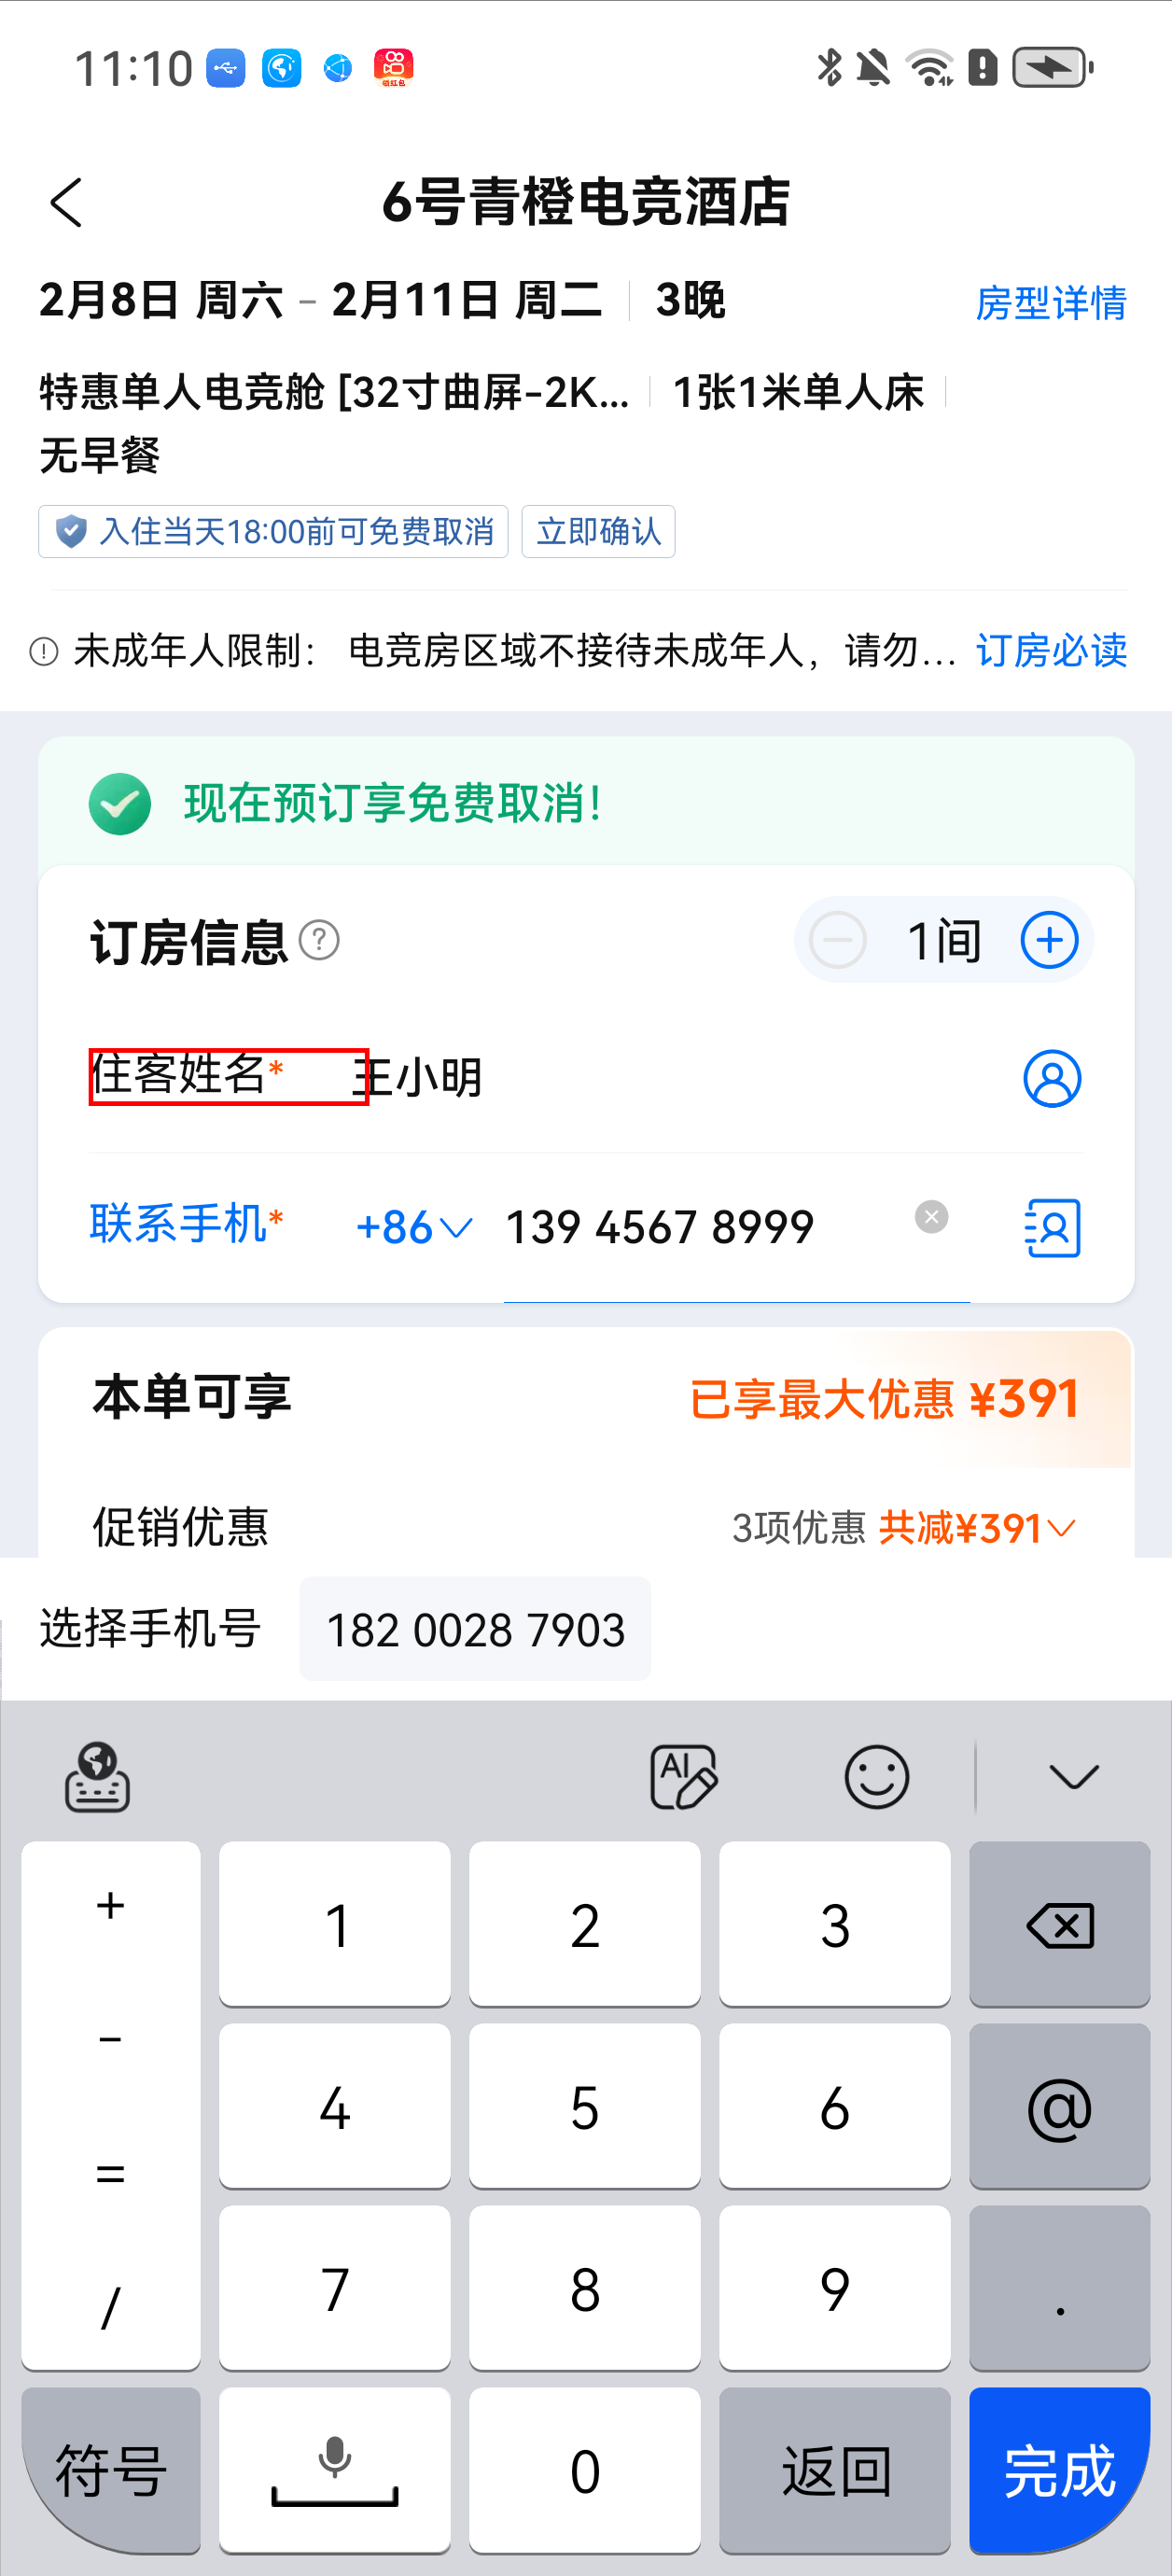 11:10
6号青橙电竞酒店
2月8日 周六 - 2月11日 周二 3晚 房型详情
特惠单人电竞舱 [32寸曲屏-2K... 1张1米单人床
无早餐
入住当天18:00前可免费取消 立即确认
未成年人限制： 电竞房区域不接待未成年人，请勿... 订房必读
现在预订享免费取消！
订房信息 1间
住客姓名* 王小明
联系手机* +86 139 4567 8999
本单可享 已享最大优惠 ¥391
促销优惠 3项优惠 共减¥391
选择手机号 182 0028 7903
AI
+ 1 2 3
-
4 5 6 @
=
7 8 9 .
/
符号 0 返回 完成